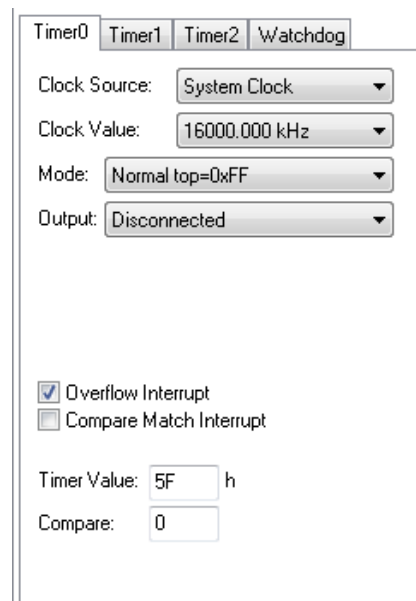 Timer0 Timer1 Timer2 Watchdog
Clock Source: System Clock
Clock Value: 16000.000 kHz
Mode: Normal top=0xFF
Output: Disconnected
Overflow Interrupt
Compare Match Interrupt
Timer Value: 5F h
Compare: 0